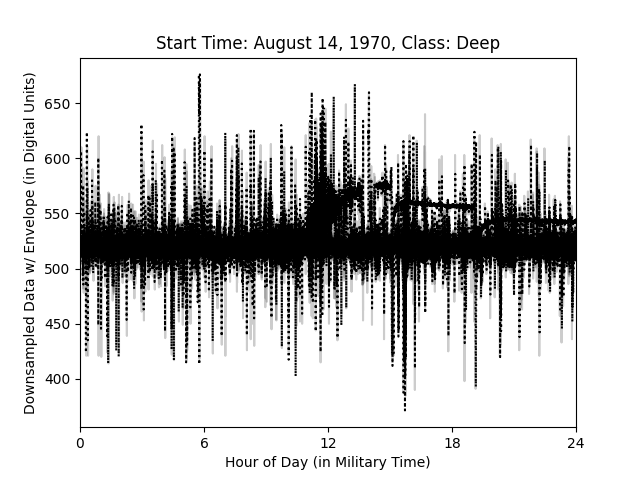 Start Time: August 14, 1970, Class: Deep
Downsampled Data w/ Envelope (in Digital Units)
650
600
550
500
450
400
0 6 12 18 24
Hour of Day (in Military Time)